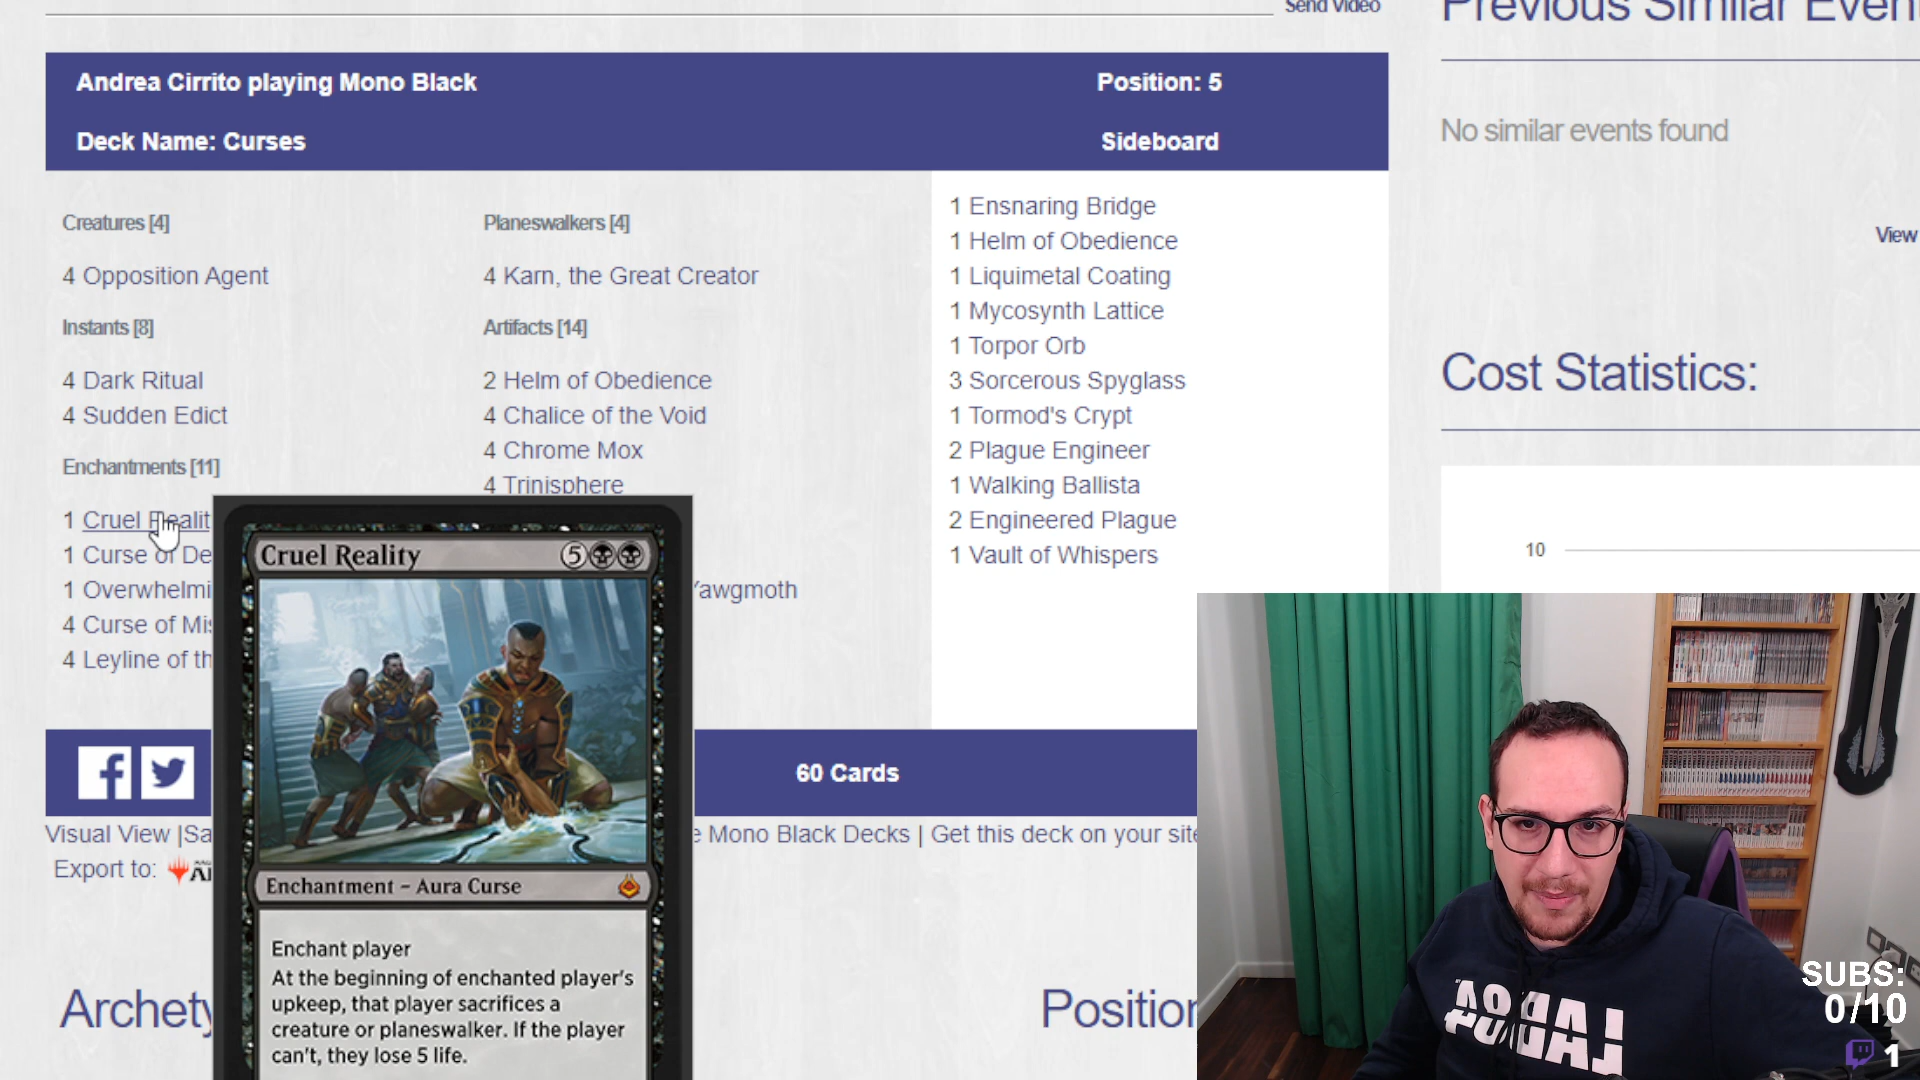 Send Video
Previous Similar Even
Andrea Cirrito playing Mono Black
Position: 5
Deck Name: Curses
Sideboard
No similar events found
View
Creatures [4]
4 Opposition Agent
Instants [8]
4 Dark Ritual
4 Sudden Edict
Enchantments [11]
1 Cruel Realit
1 Curse of De
1 Overwhelmi
4 Curse of Mis
4 Leyline of th
Planeswalkers [4]
4 Karn, the Great Creator
Artifacts [14]
2 Helm of Obedience
4 Chalice of the Void
4 Chrome Mox
4 Trinisphere
Yawgmoth
1 Ensnaring Bridge
1 Helm of Obedience
1 Liquimetal Coating
1 Mycosynth Lattice
1 Torpor Orb
3 Sorcerous Spyglass
1 Tormod's Crypt
2 Plague Engineer
1 Walking Ballista
2 Engineered Plague
1 Vault of Whispers
Cost Statistics:
10
Cruel Reality 5
Enchantment – Aura Curse
Enchant player
At the beginning of enchanted player's
upkeep, that player sacrifices a
creature or planeswalker. If the player
can't, they lose 5 life.
60 Cards
Visual View |Sa
e Mono Black Decks | Get this deck on your site
Export to:
Archety
Position
SUBS:
0/10
1